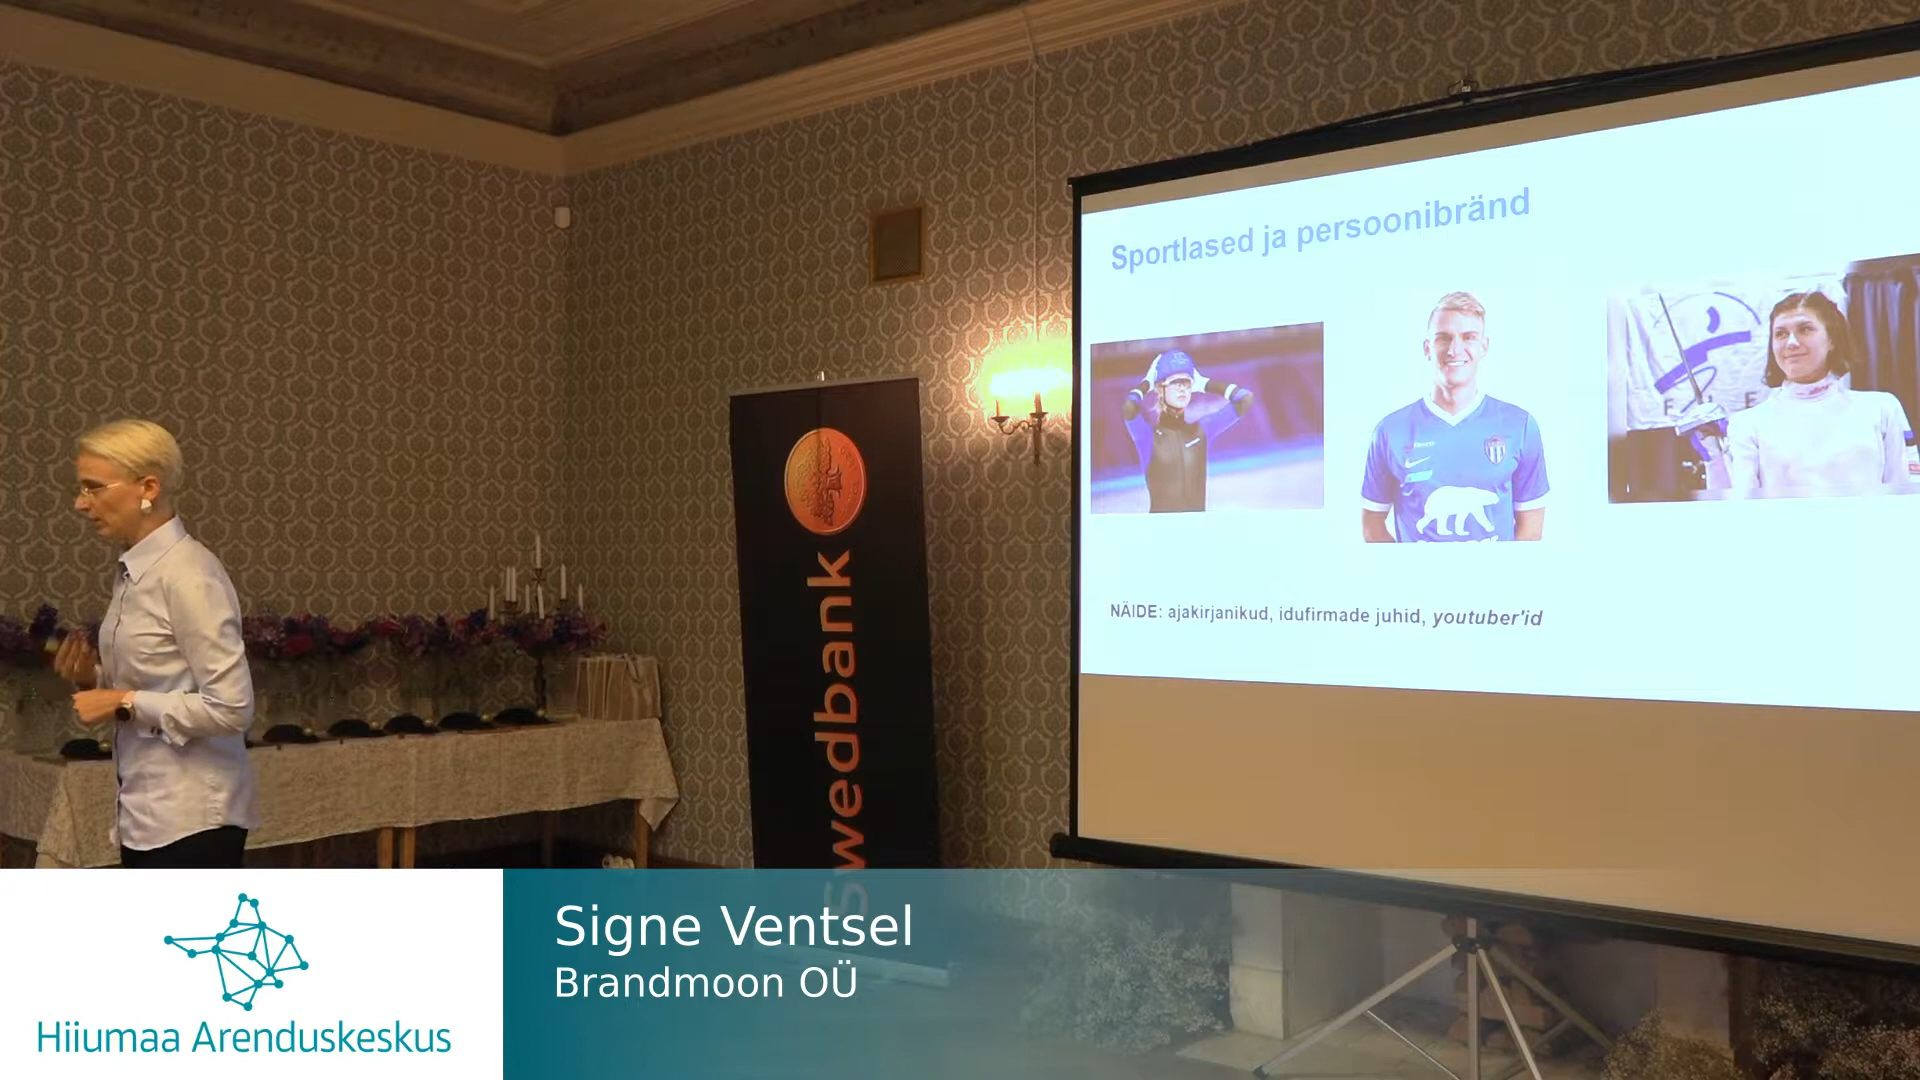 Sportlased ja persoonibränd
NÄIDE: ajakirjanikud, idufirmade juhid, youtuber'id
Swedbank
Signe Ventsel
Brandmoon OÜ
Hiiumaa Arenduskeskus